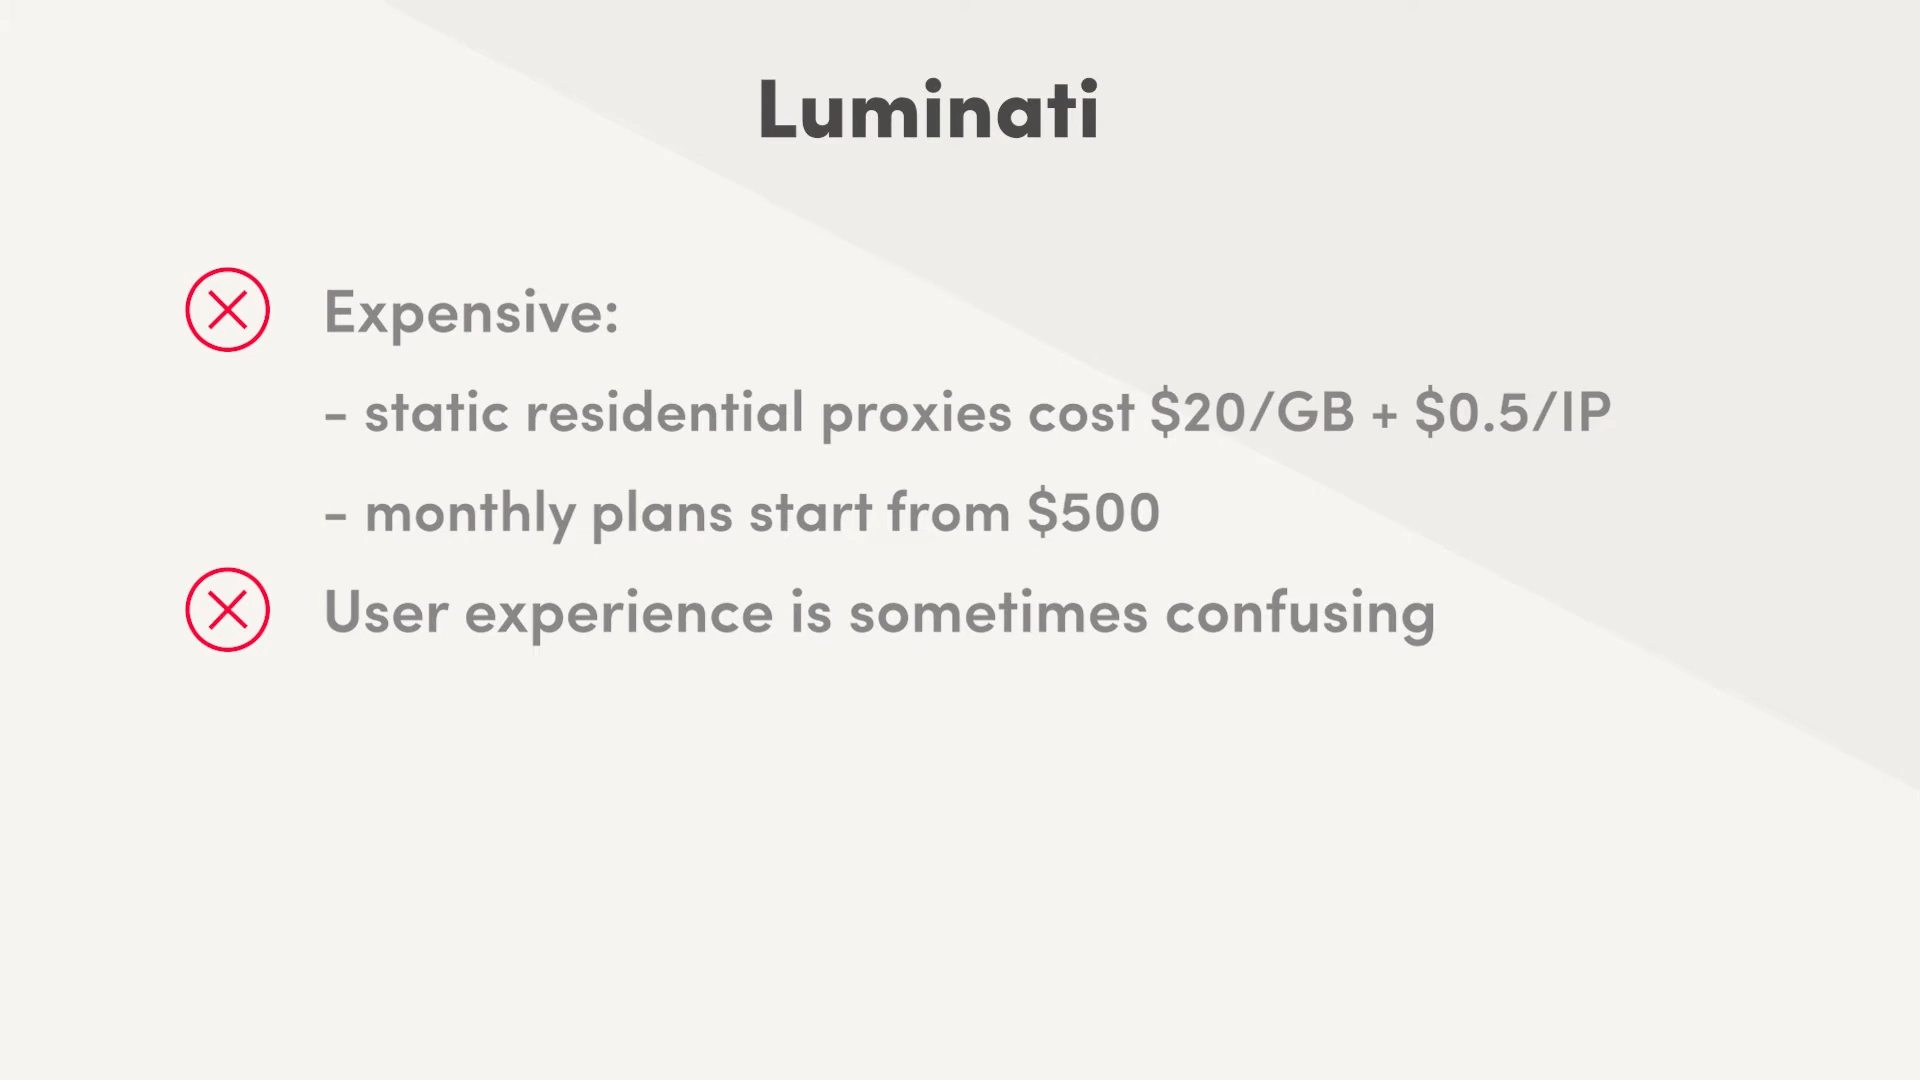 Luminati
Expensive:
- static residential proxies cost $20/GB + $0.5/IP
- monthly plans start from $500
User experience is sometimes confusing